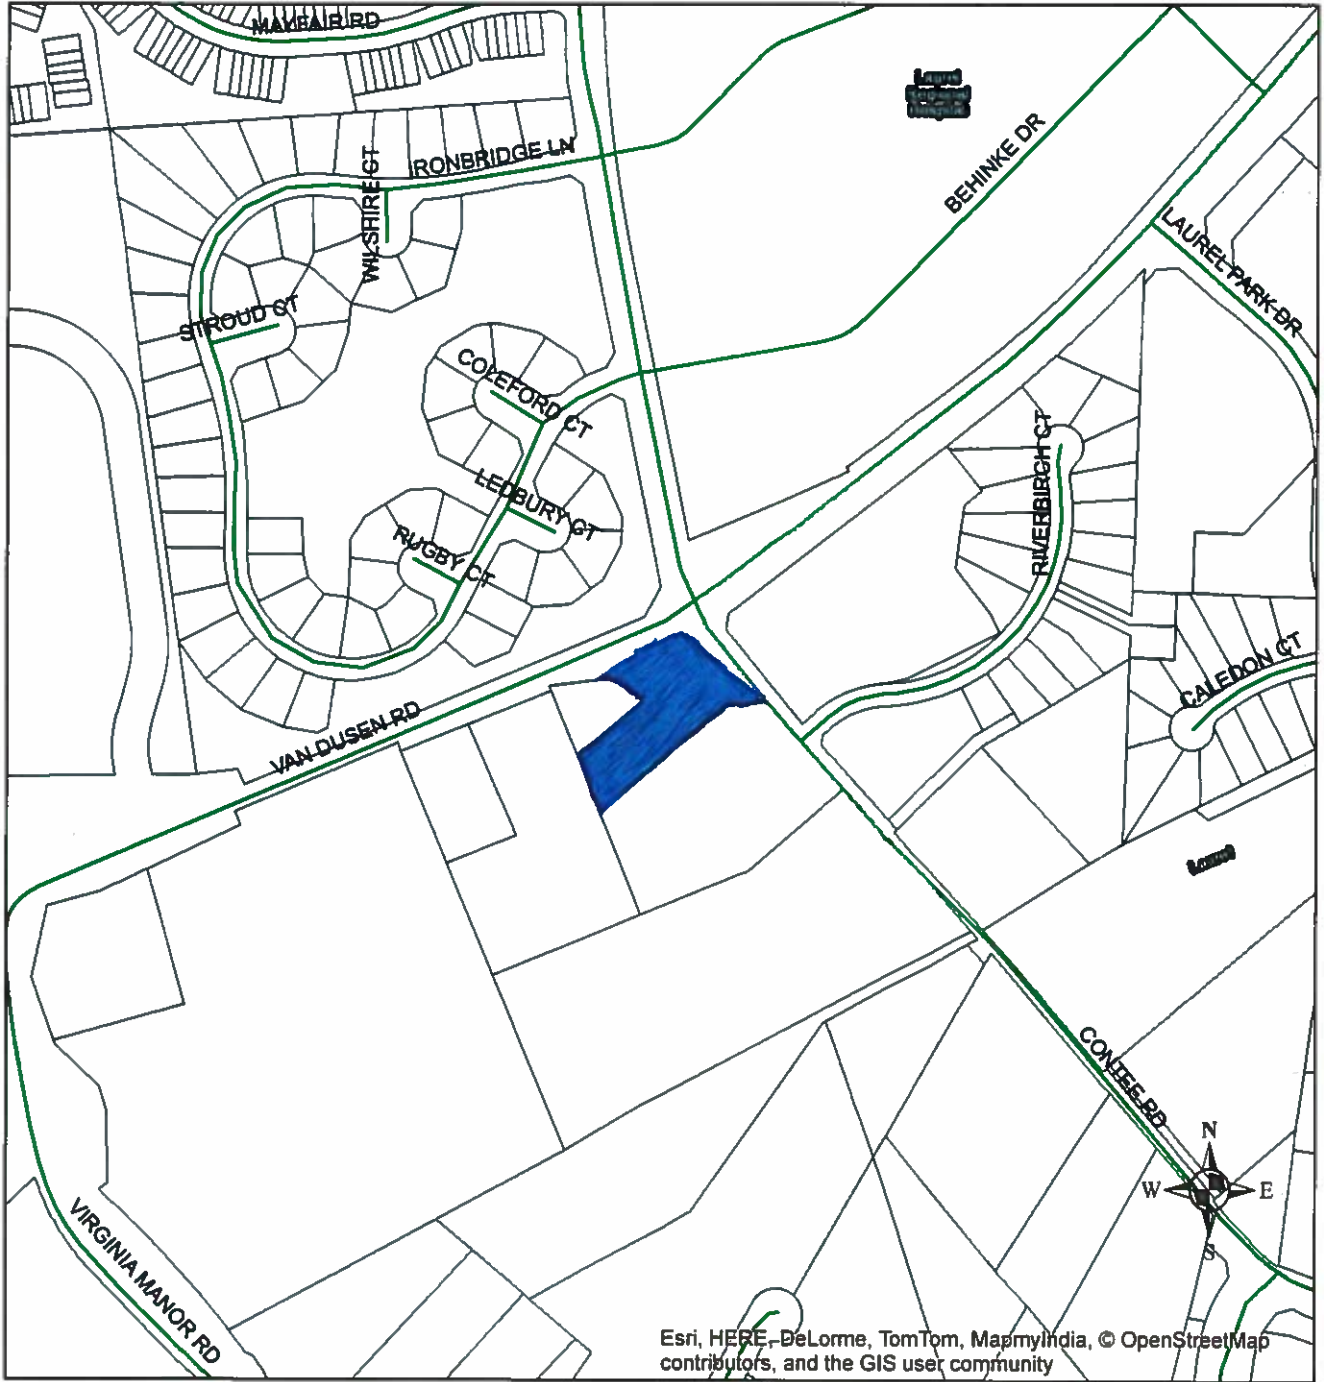 MAYFAIR RD
IRONBRIDGE LN
WILSHIRE CT
BEHINKE DR
LAUREL PARK DR
STROUD CT
COLEFORD CT
RIVERBIRCH CT
LEDBURY CT
RUGBY CT
CALEDON CT
VAN DUSEN RD
Laurel
CONTEE RD
N
W
E
S
VIRGINIA MANOR RD
Esri, HERE, DeLorme, TomTom, MapmyIndia, © OpenStreetMap
contributors, and the GIS user community